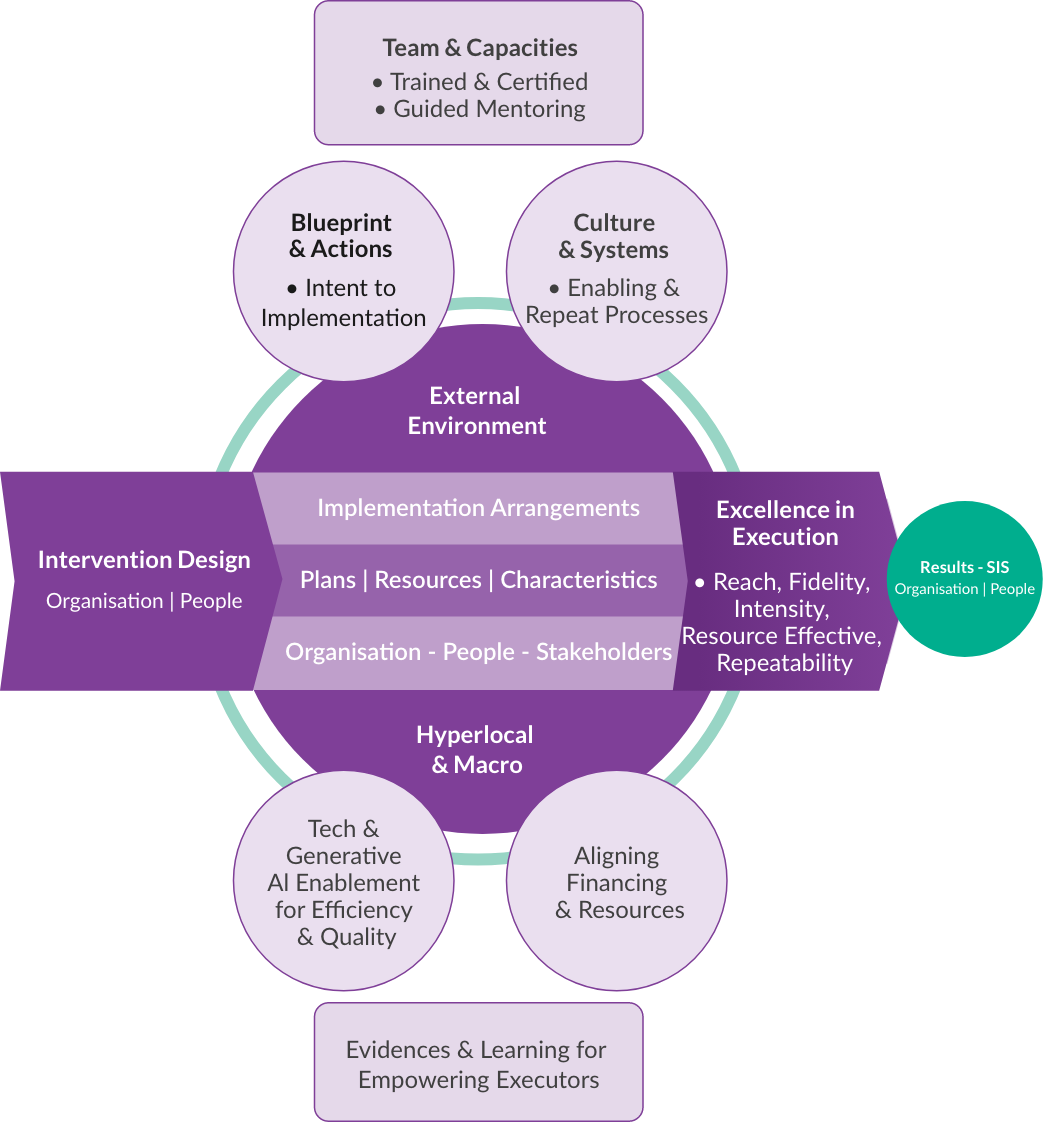 Team & Capacities
• Trained & Certified
• Guided Mentoring
Blueprint
& Actions
• Intent to
Implementation
Culture
& Systems
• Enabling &
Repeat Processes
External
Environment
Intervention Design
Organisation | People
Implementation Arrangements
Plans | Resources | Characteristics
Organisation - People - Stakeholders
Excellence in
Execution
• Reach, Fidelity,
Intensity,
Resource Effective,
Repeatability
Results - SIS
Organisation | People
Hyperlocal
& Macro
Tech &
Generative
AI Enablement
for Efficiency
& Quality
Aligning
Financing
& Resources
Evidences & Learning for
Empowering Executors